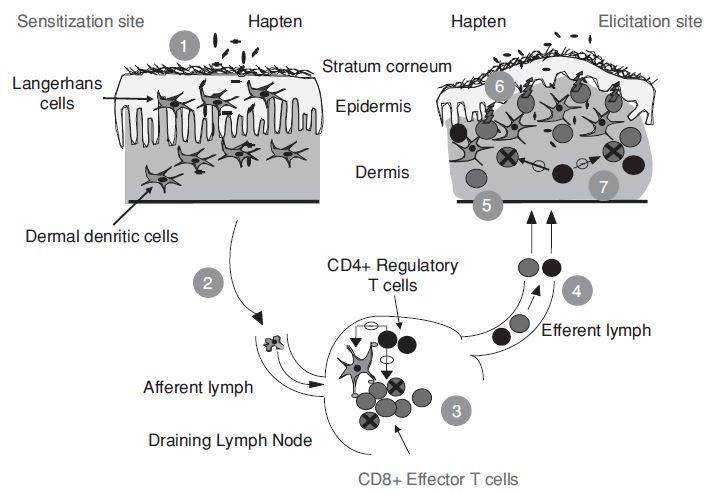 Sensitization site
Hapten
Hapten
Elicitation site
1
Langerhans
cells
Stratum corneum
Epidermis
6
Dermis
7
5
Dermal denritic cells
2
CD4+ Regulatory
T cells
4
Efferent lymph
Afferent lymph
3
Draining Lymph Node
CD8+ Effector T cells